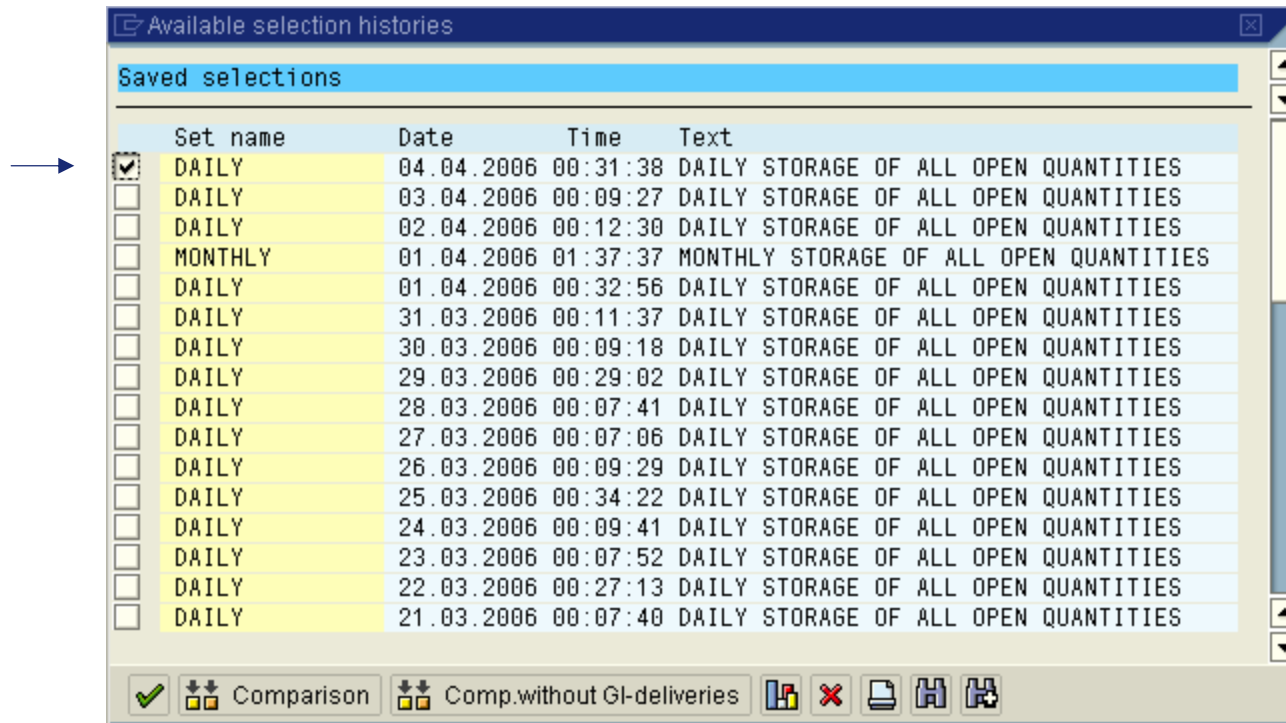 Available selection histories
Saved selections
Set name Date Time Text
DAILY 04.04.2006 00:31:38 DAILY STORAGE OF ALL OPEN QUANTITIES
DAILY 03.04.2006 00:09:27 DAILY STORAGE OF ALL OPEN QUANTITIES
DAILY 02.04.2006 00:12:30 DAILY STORAGE OF ALL OPEN QUANTITIES
MONTHLY 01.04.2006 01:37:37 MONTHLY STORAGE OF ALL OPEN QUANTITIES
DAILY 01.04.2006 00:32:56 DAILY STORAGE OF ALL OPEN QUANTITIES
DAILY 31.03.2006 00:11:37 DAILY STORAGE OF ALL OPEN QUANTITIES
DAILY 30.03.2006 00:09:18 DAILY STORAGE OF ALL OPEN QUANTITIES
DAILY 29.03.2006 00:29:02 DAILY STORAGE OF ALL OPEN QUANTITIES
DAILY 28.03.2006 00:07:41 DAILY STORAGE OF ALL OPEN QUANTITIES
DAILY 27.03.2006 00:07:06 DAILY STORAGE OF ALL OPEN QUANTITIES
DAILY 26.03.2006 00:09:29 DAILY STORAGE OF ALL OPEN QUANTITIES
DAILY 25.03.2006 00:34:22 DAILY STORAGE OF ALL OPEN QUANTITIES
DAILY 24.03.2006 00:09:41 DAILY STORAGE OF ALL OPEN QUANTITIES
DAILY 23.03.2006 00:07:52 DAILY STORAGE OF ALL OPEN QUANTITIES
DAILY 22.03.2006 00:27:13 DAILY STORAGE OF ALL OPEN QUANTITIES
DAILY 21.03.2006 00:07:40 DAILY STORAGE OF ALL OPEN QUANTITIES
Comparison Comp.without GI-deliveries